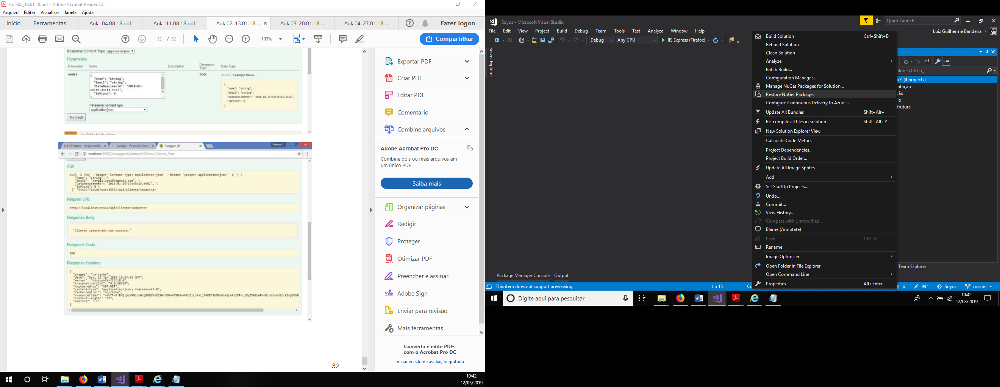 Aula02_13.01.18.pdf - Adobe Acrobat Reader DC
Arquivo Editar Visualizar Janela Ajuda
Início Ferramentas Aula_04.08.18.pdf Aula_11.08.18.pdf Aula02_13.01.18.... Aula03_20.01.18.... Aula04_27.01.18.... Fazer logon
32 / 32 103% Compartilhar
Response Content Type application/json
Parameters
Parameter Value Description Parameter Type Data Type
model body Model Example Value
{
"Nome": "string",
"Email": "string",
"DataNascimento": "2018-01-
13T19:33:13.555Z",
"IdPlano": 0
}
{
"Nome": "string",
"Email": "string",
"DataNascimento": "2018-01-13T19:33:13.555Z",
"IdPlano": 0
}
Parameter content type:
application/json
Try it out!
Enviados - sergio.coti@ webapi - Pesquisa Goo Swagger UI Pessoa 1
localhost:55537/swagger/ui/index#!/Cliente/Cliente_Post
Curl
curl -X POST --header 'Content-Type: application/json' --header 'Accept: application/json' -d '{ \
"Nome": "string", \
"Email": "sergio.coti%40gmail.com", \
"DataNascimento": "2018-01-13T19:33:13.555Z", \
"IdPlano": 0 \
}' 'http://localhost:55537/api/cliente/cadastrar'
Request URL
http://localhost:55537/api/cliente/cadastrar
Response Body
"Cliente cadastrado com sucesso."
Response Code
200
Response Headers
{
"pragma": "no-cache",
"date": "Sat, 13 Jan 2018 19:34:43 GMT",
"server": "Microsoft-IIS/10.0",
"x-aspnet-version": "4.0.30319",
"x-powered-by": "ASP.NET",
"content-type": "application/json; charset=utf-8",
"cache-control": "no-cache",
"x-sourcefiles":
"content-length": "33",
"expires": "-1"
}
32
Exportar PDF
Criar PDF
Editar PDF
Comentário
Combine arquivos
Adobe Acrobat Pro DC
Combine dois ou mais arquivos em
um único PDF
Saiba mais
Organizar páginas
Redigir
Proteger
Otimizar PDF
Preencher e assinar
Adobe Sign
Enviar para revisão
Mais ferramentas
Converta e edite PDFs
com o Acrobat Pro DC
Iniciar versão de avaliação gratuita
10:42
12/03/2019
Soyuz - Microsoft Visual Studio Quick Launch
File Edit View Project Build Debug Team Tools Test Analyze Window Help Luiz Guilherme Bandeira
Debug Any CPU IIS Express (Firefox)
Server Explorer
Build Solution Ctrl+Shift+B
Rebuild Solution
Clean Solution
Analyze
Batch Build...
Configuration Manager...
Manage NuGet Packages for Solution...
Restore NuGet Packages
Configure Continuous Delivery to Azure...
Update All Bundles Shift+Alt+I
Re-compile all files in solution Shift+Alt+Y
New Solution Explorer View
Calculate Code Metrics
Project Dependencies...
Project Build Order...
Update All Image Sprites
Add
Set StartUp Projects...
Undo...
Commit...
View History...
Compare with Unmodified...
Blame (Annotate)
Paste Ctrl+V
Rename
Image Optimizer
Open Folder in File Explorer
Open Command Line
Properties Alt+Enter
plorer (Ctrl+ç)
uz' (4 projects)
entação
ção
io
trutura
Team Explorer
Package Manager Console Output
This item does not support previewing Ln 15 Co 6 99* Soyuz master
Digite aqui para pesquisar
10:42
12/03/2019